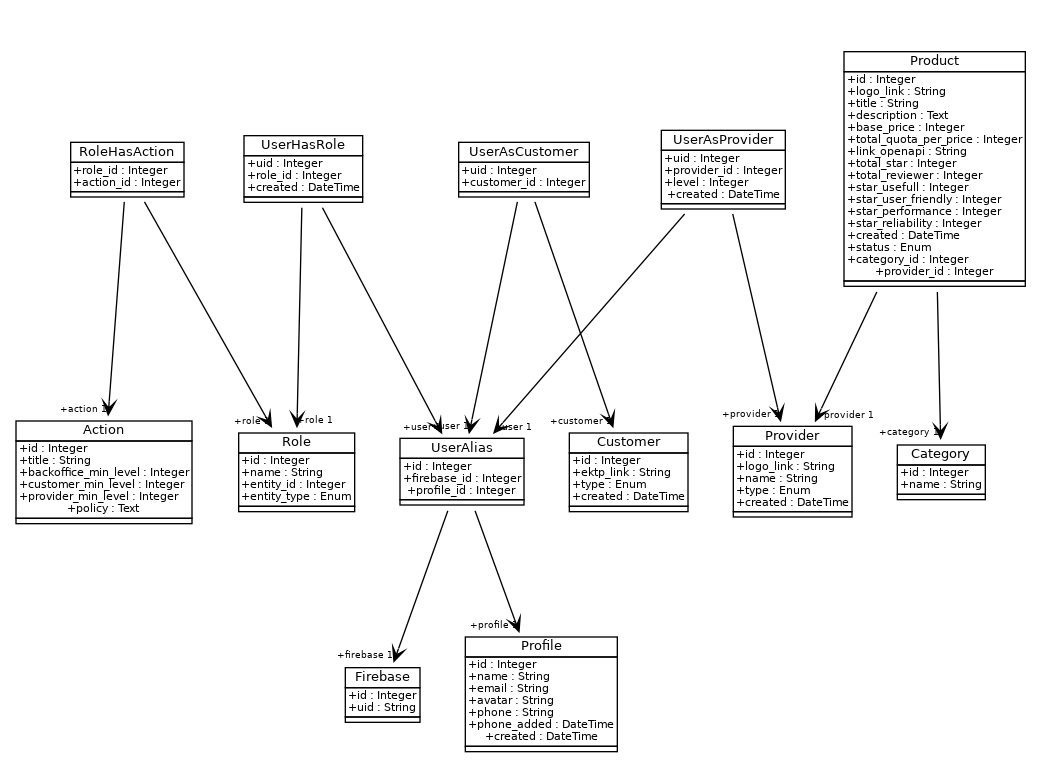 Product
+id : Integer
+logo_link : String
+title : String
+description : Text
+base_price : Integer
+total_quota_per_price : Integer
+link_openapi : String
+total_star : Integer
+total_reviewer : Integer
+star_usefull : Integer
+star_user_friendly : Integer
+star_performance : Integer
+star_reliability : Integer
+created : DateTime
+status : Enum
+category_id : Integer
+provider_id : Integer
RoleHasAction
+role_id : Integer
+action_id : Integer
UserHasRole
+uid : Integer
+role_id : Integer
+created : DateTime
UserAsCustomer
+uid : Integer
+customer_id : Integer
UserAsProvider
+uid : Integer
+provider_id : Integer
+level : Integer
+created : DateTime
+action 1
+role
+role 1
+user
user 1
user 1
+customer
+provider
provider 1
+category 1
Action
+id : Integer
+title : String
+backoffice_min_level : Integer
+customer_min_level : Integer
+provider_min_level : Integer
+policy : Text
Role
+id : Integer
+name : String
+entity_id : Integer
+entity_type : Enum
UserAlias
+id : Integer
+firebase_id : Integer
+profile_id : Integer
Customer
+id : Integer
+ektp_link : String
+type : Enum
+created : DateTime
Provider
+id : Integer
+logo_link : String
+name : String
+type : Enum
+created : DateTime
Category
+id : Integer
+name : String
+firebase 1
+profile
Firebase
+id : Integer
+uid : String
Profile
+id : Integer
+name : String
+email : String
+avatar : String
+phone : String
+phone_added : DateTime
+created : DateTime